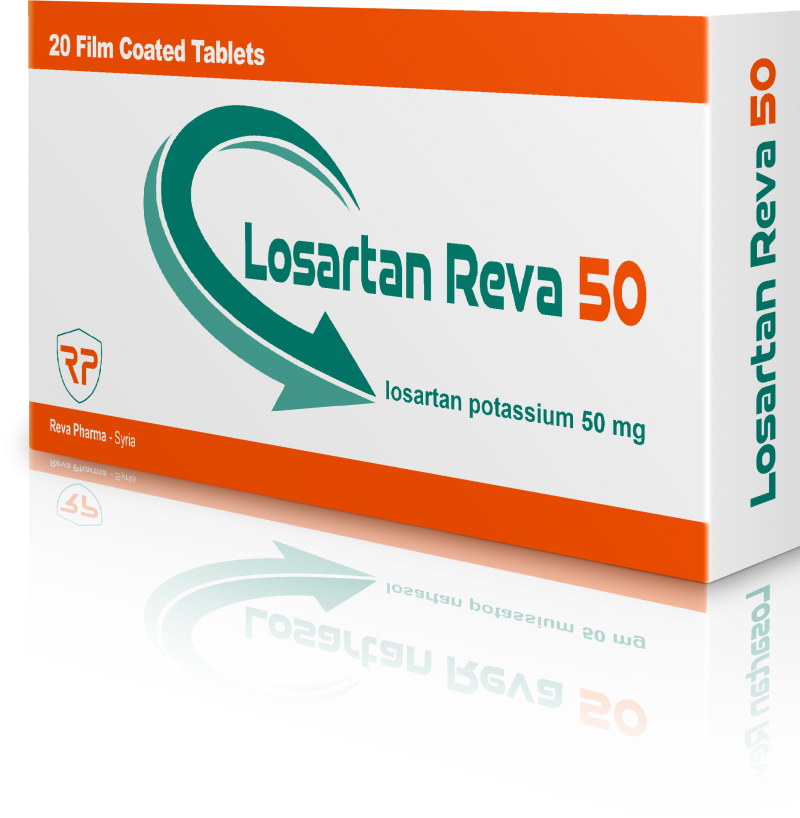 20 Film Coated Tablets
Losartan Reva 50
losartan potassium 50 mg
RP
Reva Pharma - Syria
Losartan Reva 50